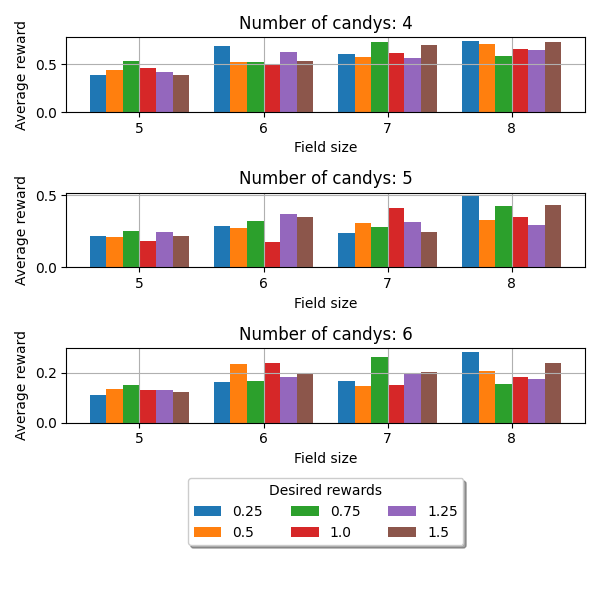 Number of candys: 4
Average reward
0.5
0.0
5 6 7 8
Field size
Number of candys: 5
Average reward
0.5
0.0
5 6 7 8
Field size
Number of candys: 6
Average reward
0.2
0.0
5 6 7 8
Field size
Desired rewards
0.25 0.75 1.25
0.5 1.0 1.5